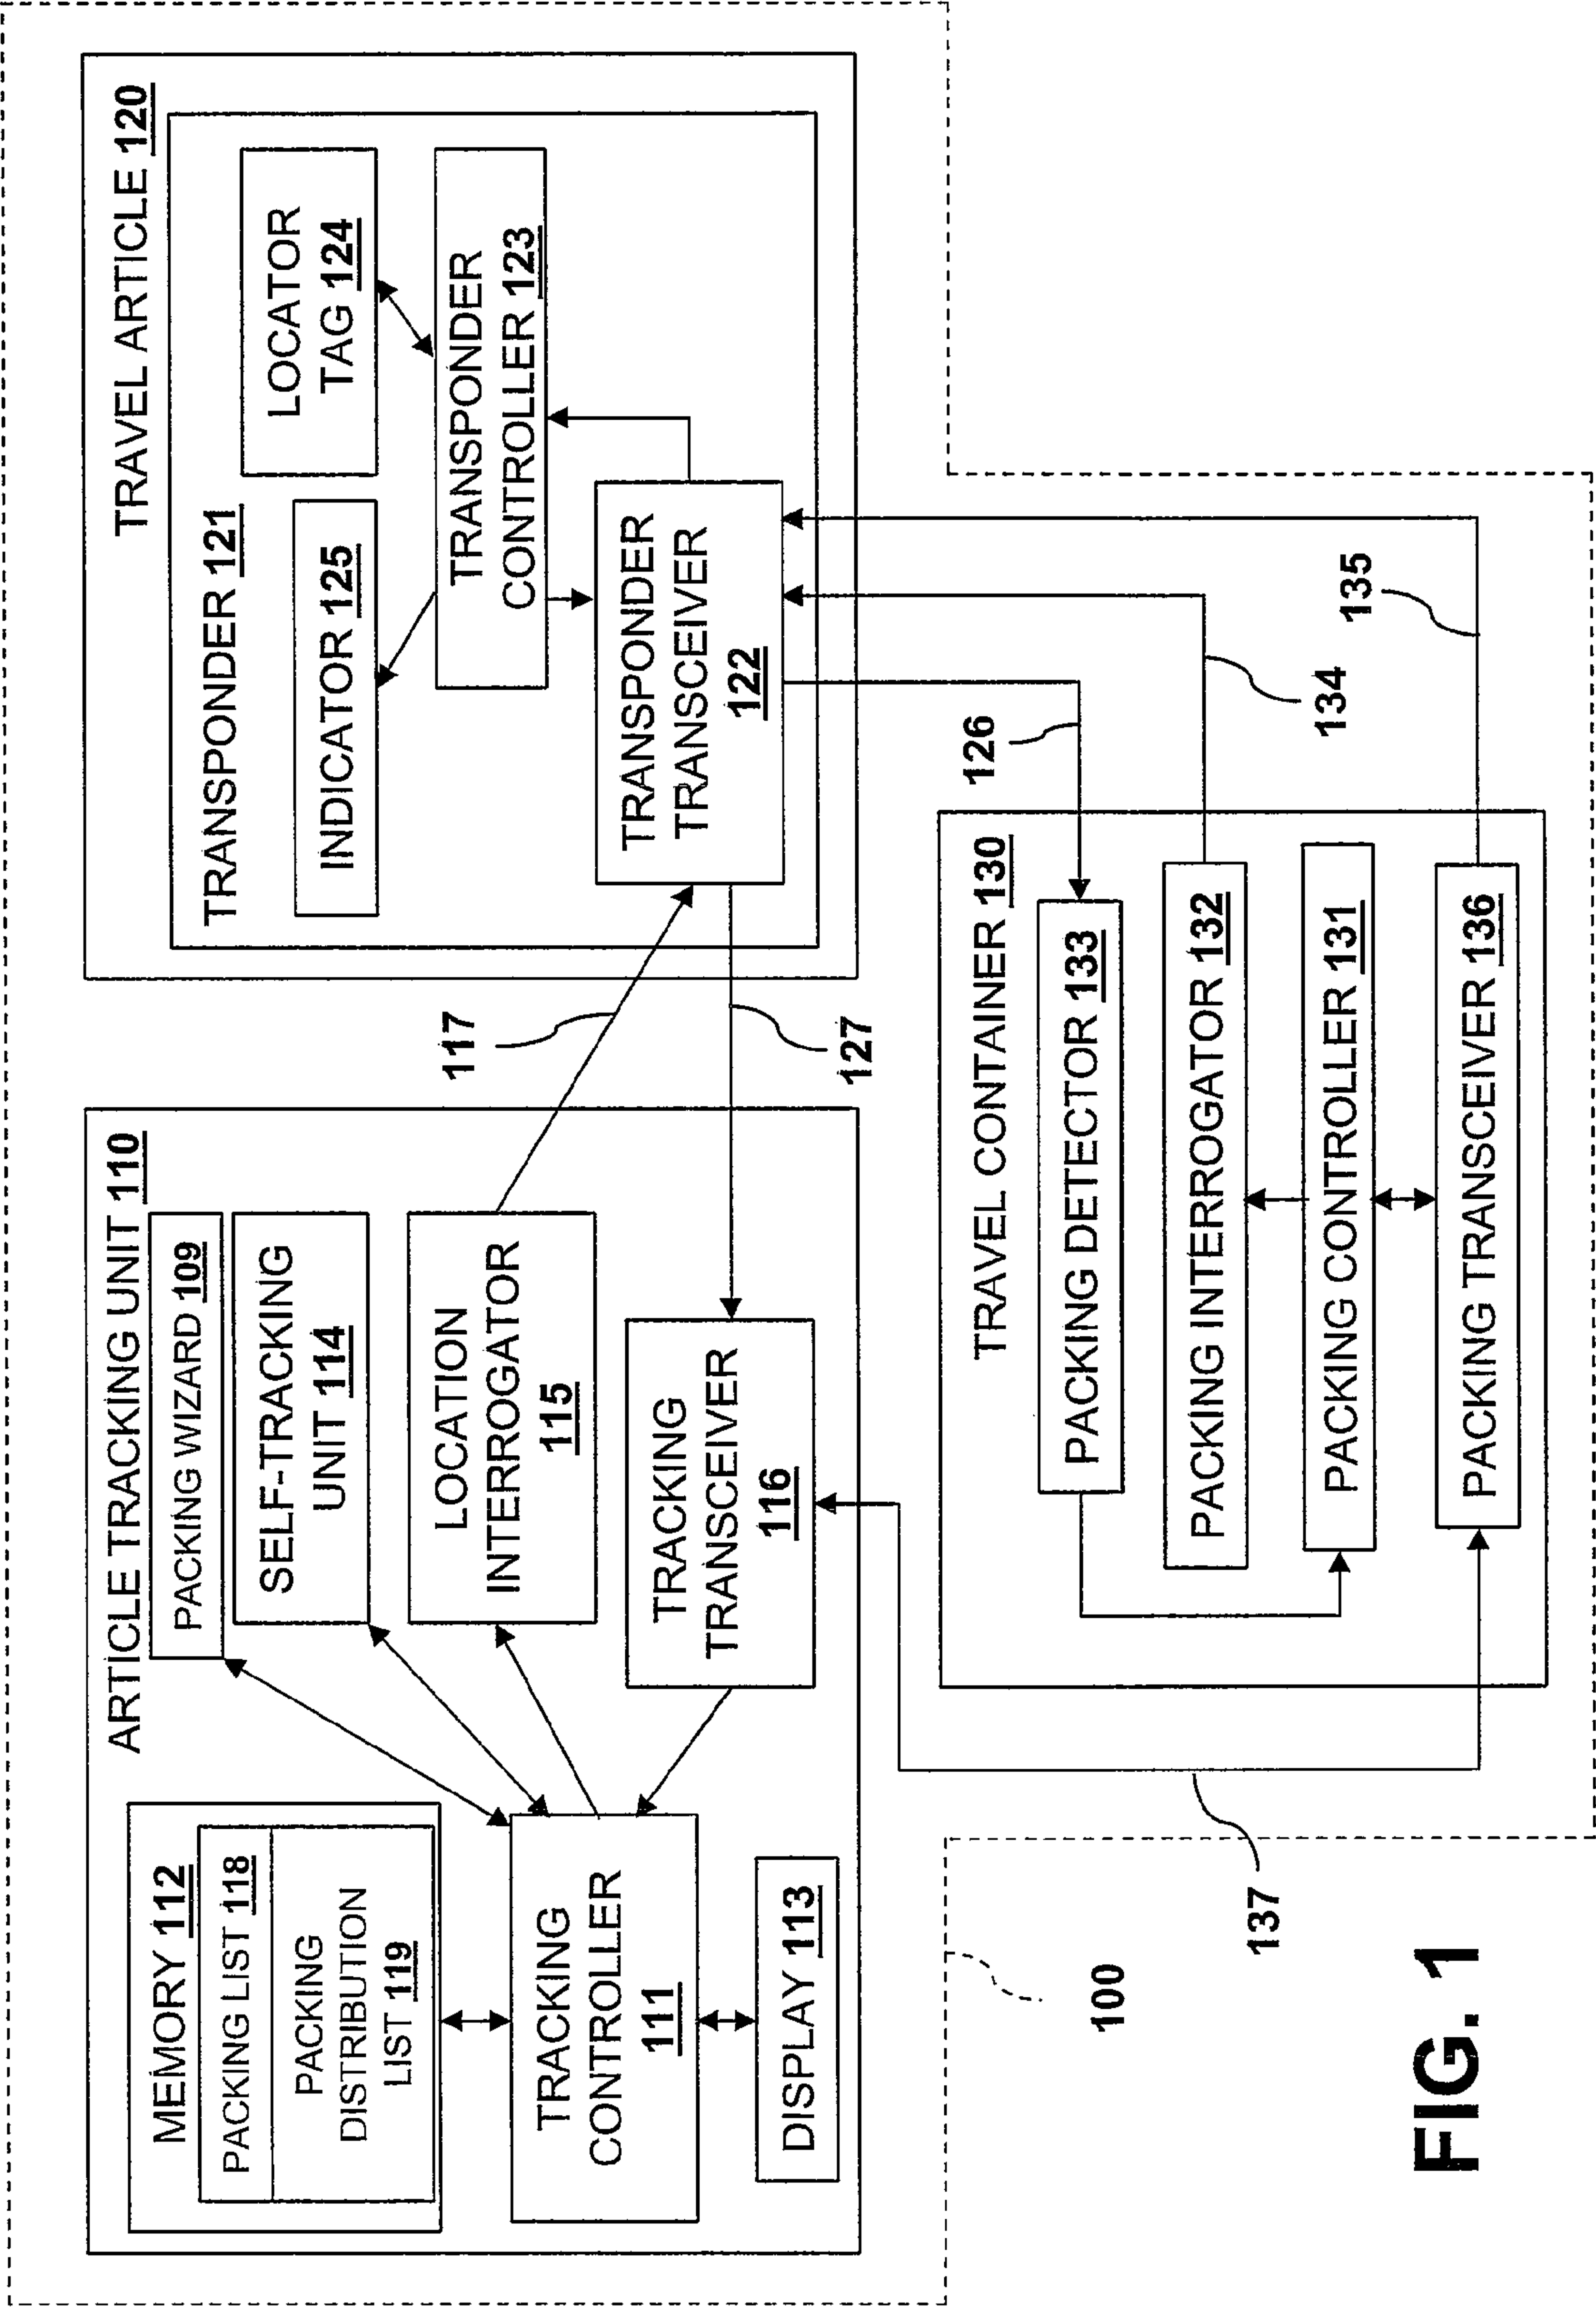 ARTICLE TRACKING UNIT 110
MEMORY 112
PACKING LIST 118
PACKING
DISTRIBUTION
LIST 119
PACKING WIZARD 109
SELF-TRACKING
UNIT 114
LOCATION
INTERROGATOR
115
TRACKING
CONTROLLER
111
TRACKING
TRANSCEIVER
116
DISPLAY 113
117
127
TRAVEL ARTICLE 120
TRANSPONDER 121
LOCATOR
TAG 124
INDICATOR 125
TRANSPONDER
CONTROLLER 123
TRANSPONDER
TRANSCEIVER
122
126
134
135
TRAVEL CONTAINER 130
PACKING DETECTOR 133
PACKING INTERROGATOR 132
PACKING CONTROLLER 131
PACKING TRANSCEIVER 136
137
100
FIG. 1